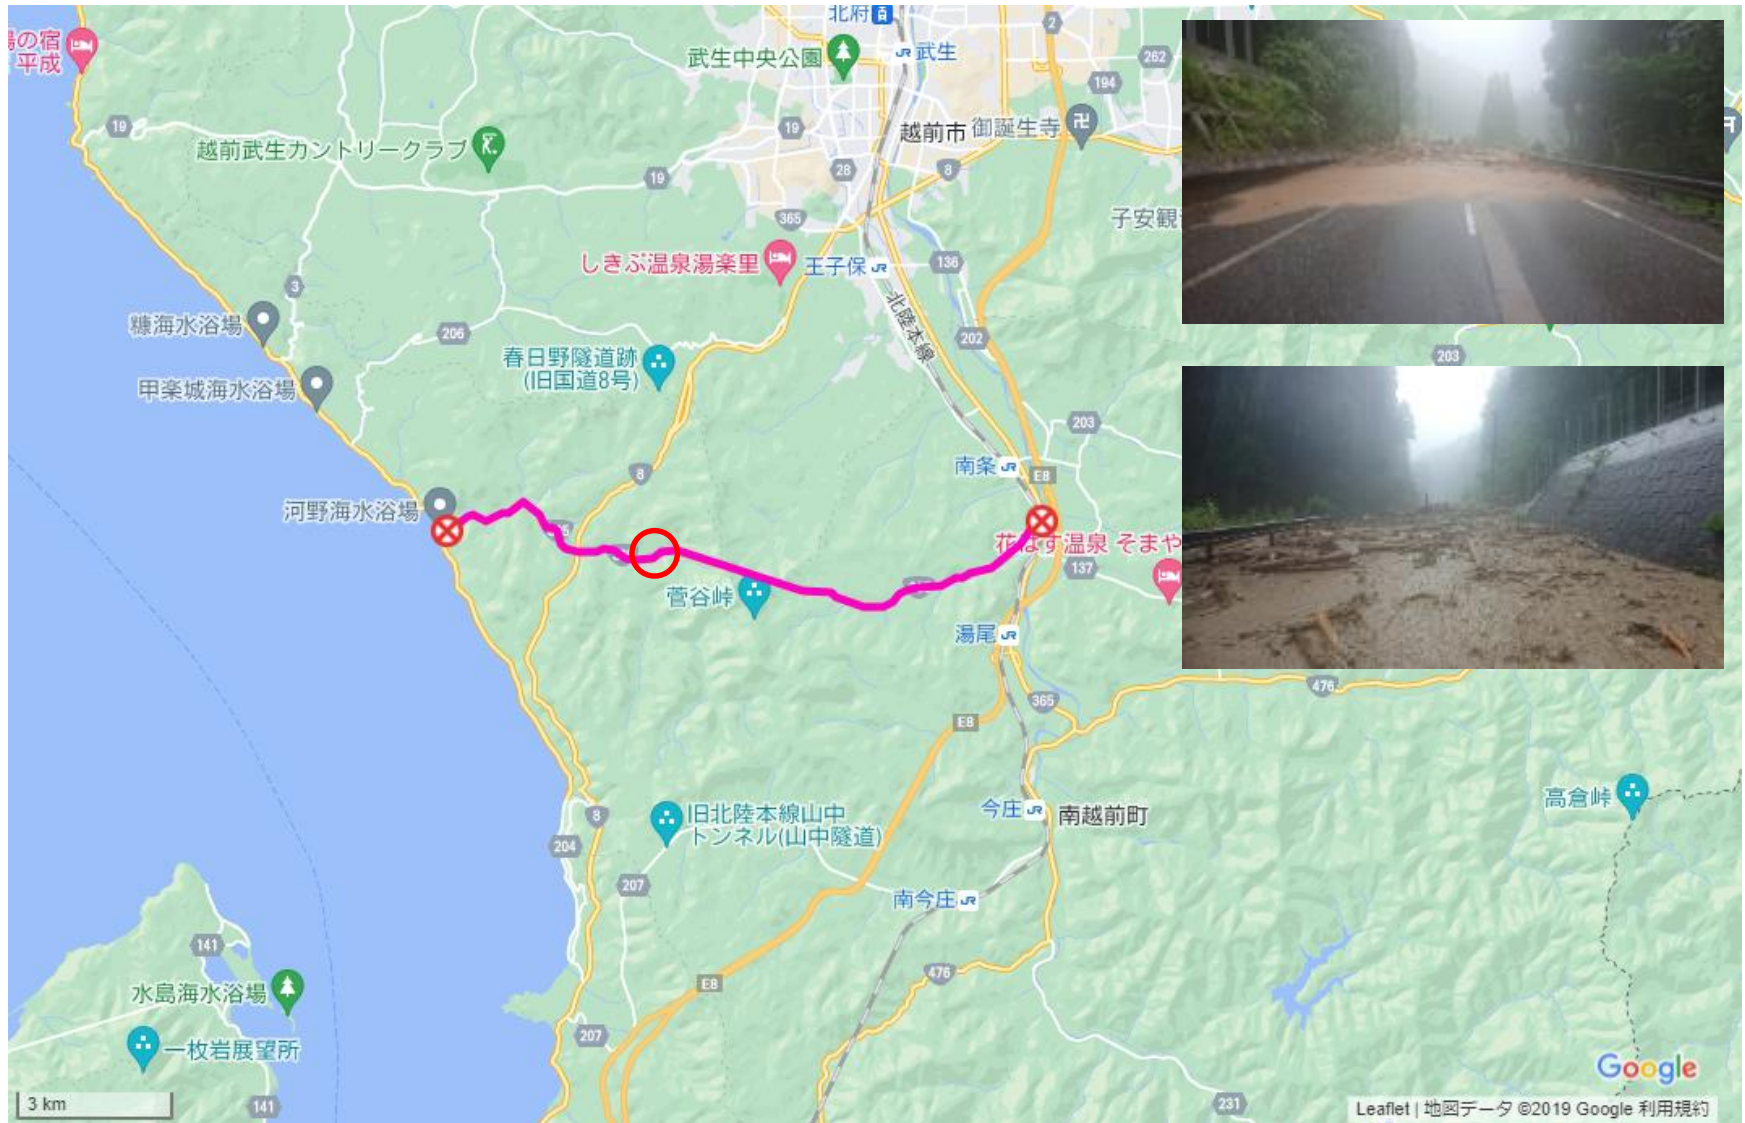 北府
湯の宿
平成
武生中央公園
武生
2
262
194
19
越前武生カントリークラブ
19
越前市
御誕生寺
28
8
19
365
子安観
しきぶ温泉湯楽里
王子保
136
3
北陸本線
糠海水浴場
206
202
203
春日野隧道跡
(旧国道8号)
甲楽城海水浴場
203
南条
E8
8
河野海水浴場
花はす温泉 そまや
137
菅谷峠
湯尾
476
365
E8
高倉峠
旧北陸本線山中
トンネル(山中隧道)
今庄
南越前町
8
204
207
南今庄
141
476
水島海水浴場
E8
207
一枚岩展望所
Google
3 km
141
231
Leaflet | 地図データ ©2019 Google 利用規約